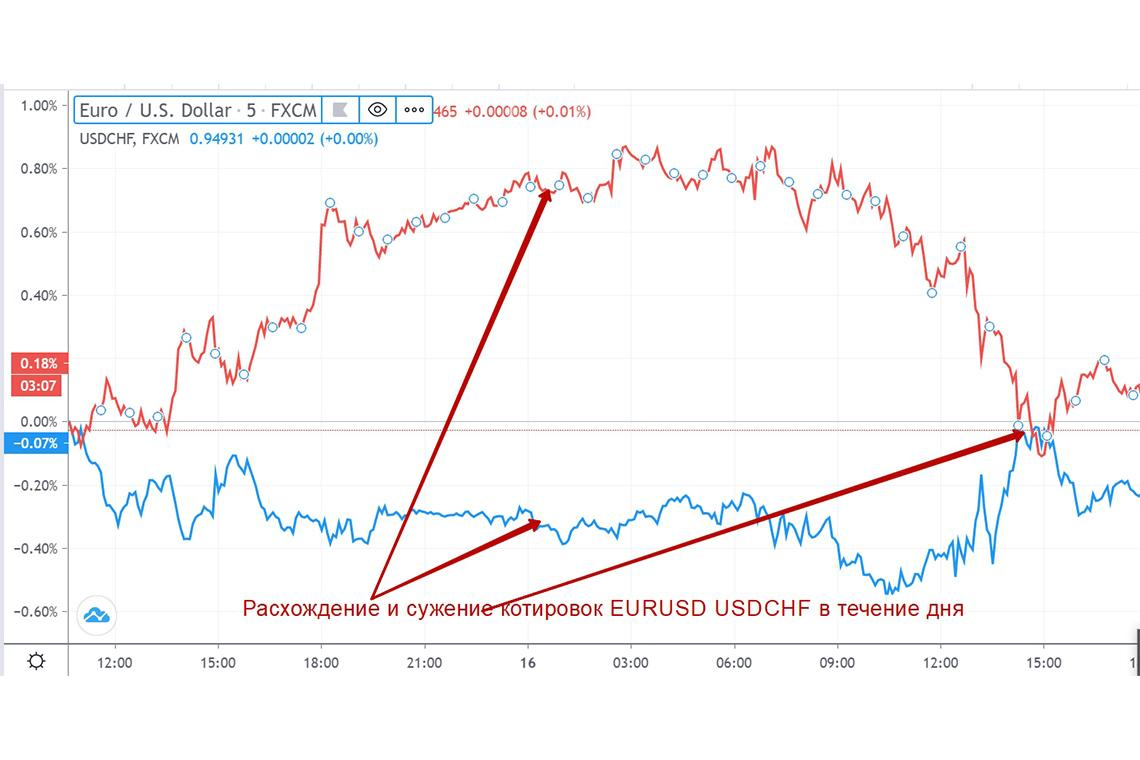 1.00%
Euro / U.S. Dollar · 5 · FXCM
465 +0.00008 (+0.01%)
USDCHF, FXCM 0.94931 +0.00002 (+0.00%)
0.80%
0.60%
0.40%
0.18%
03:07
0.00%
−0.07%
−0.20%
−0.40%
−0.60%
Расхождение и сужение котировок EURUSD USDCHF в течение дня
12:00 15:00 18:00 21:00 16 03:00 06:00 09:00 12:00 15:00